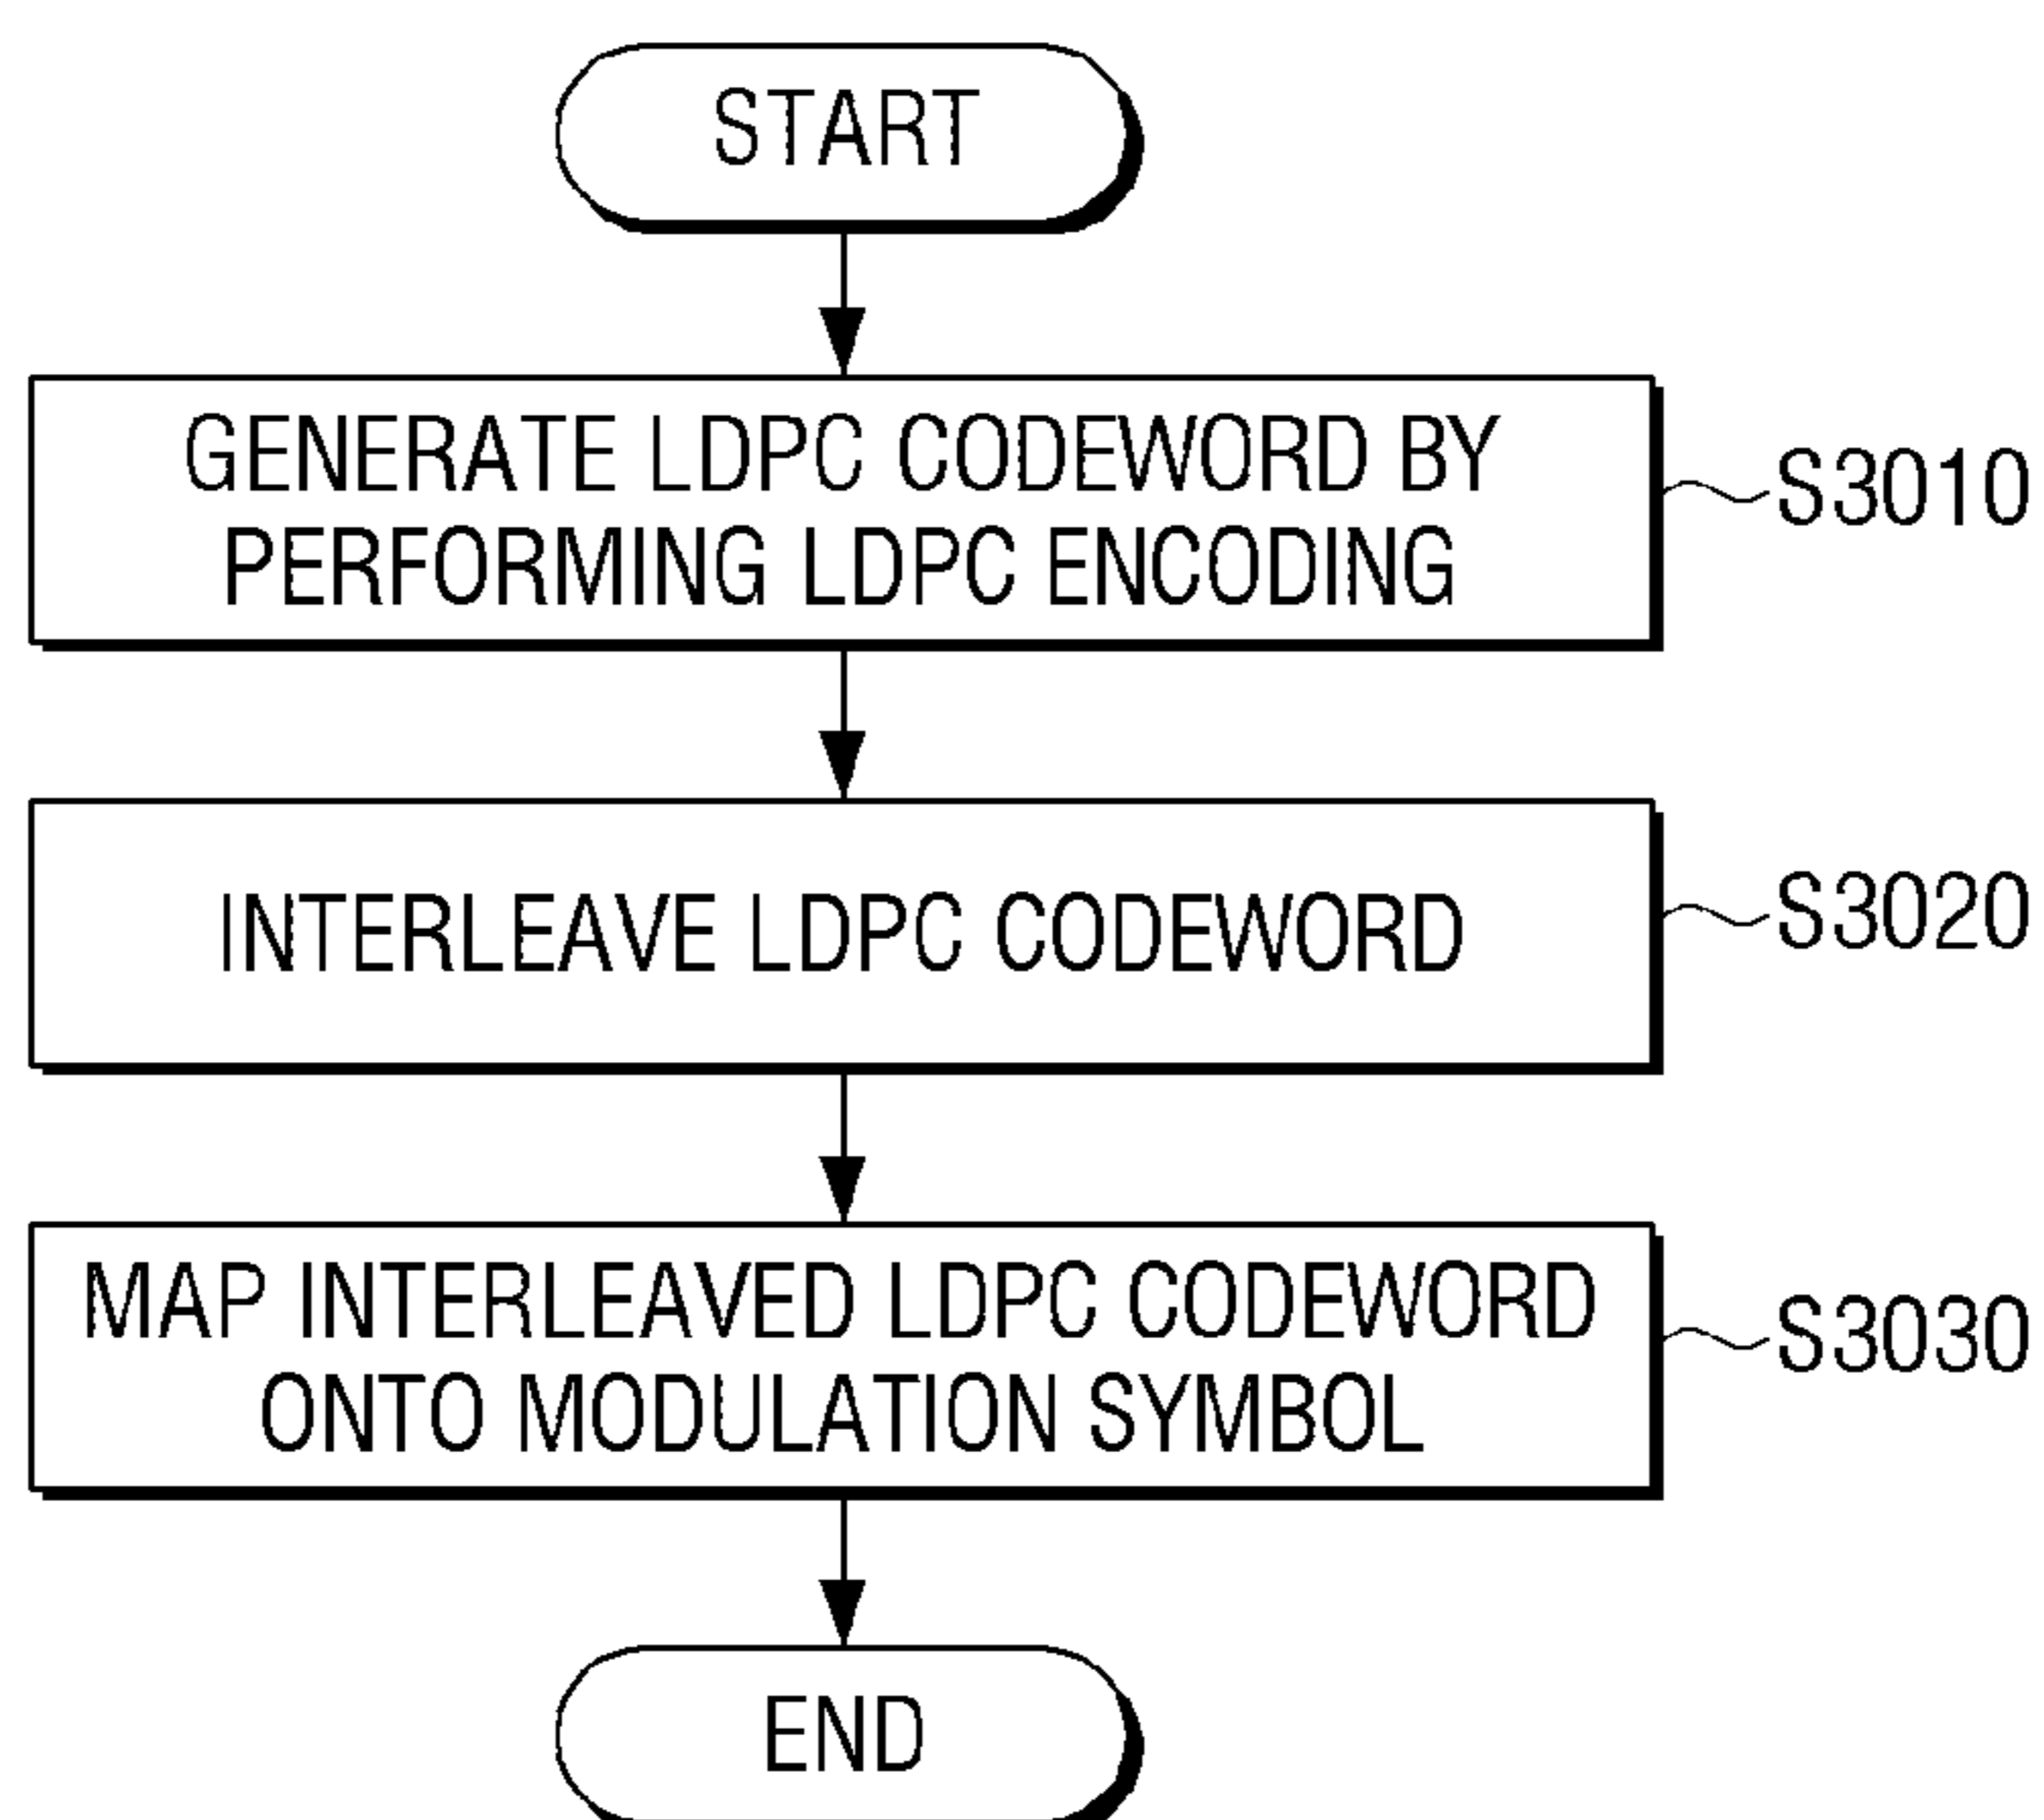 START
GENERATE LDPC CODEWORD BY
PERFORMING LDPC ENCODING
S3010
INTERLEAVE LDPC CODEWORD
S3020
MAP INTERLEAVED LDPC CODEWORD
ONTO MODULATION SYMBOL
S3030
END